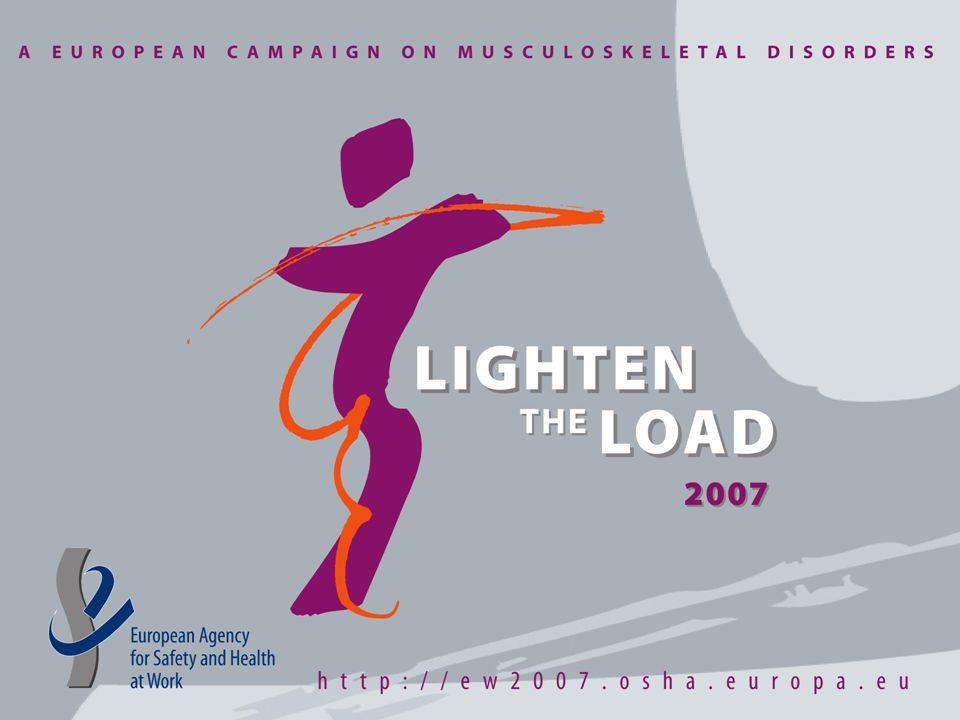 A EUROPEAN CAMPAIGN ON MUSCULOSKELETAL DISORDERS
LIGHTEN
THE LOAD
2007
European Agency
for Safety and Health
at Work
http://ew2007.osha.europa.eu